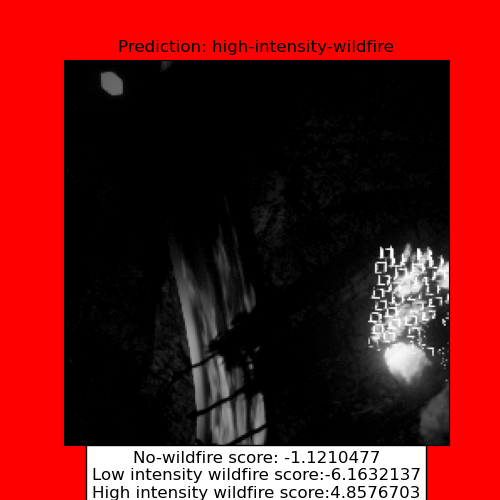 Prediction: high-intensity-wildfire
No-wildfire score: -1.1210477
Low intensity wildfire score:-6.1632137
High intensity wildfire score:4.8576703